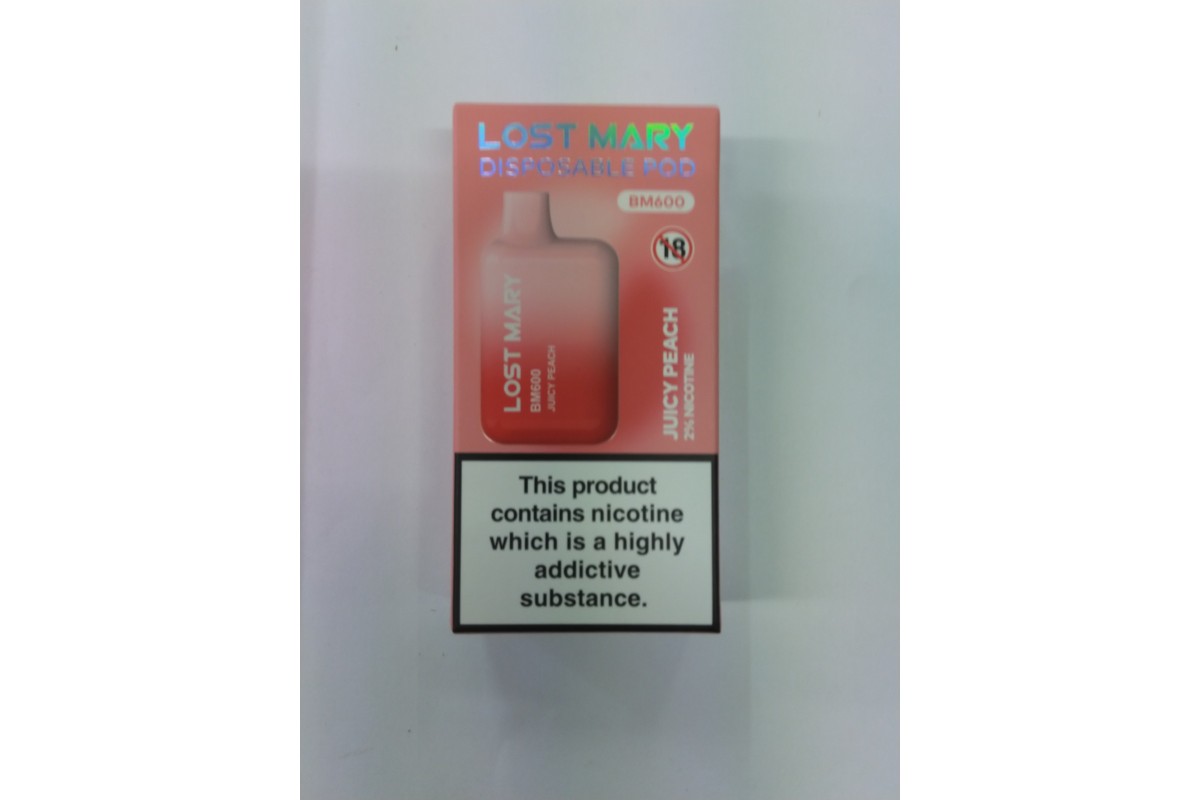 LOST MARY
DISPOSABLE POD
BM600
18
LOST MARY
BM600
JUICY PEACH
JUICY PEACH
2% NICOTINE
This product
contains nicotine
which is a highly
addictive
substance.